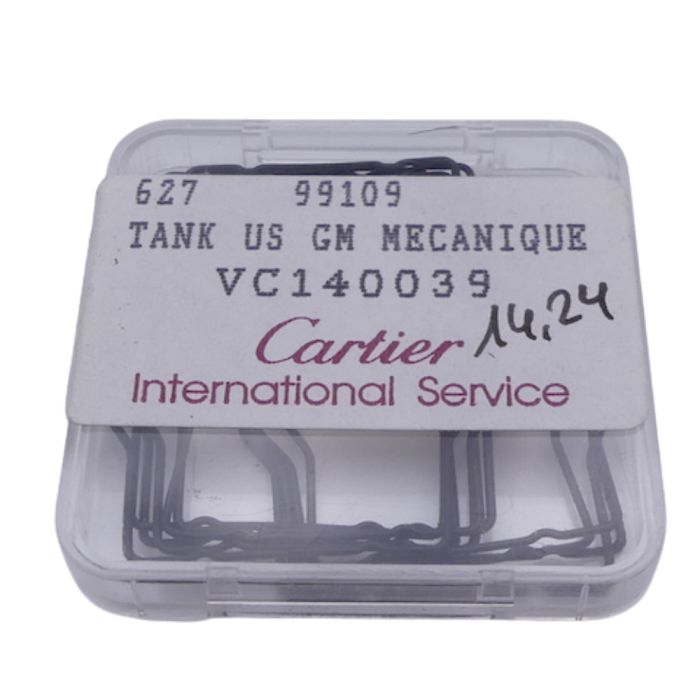 627 99109
TANK US GM MECANIQUE
VC140039
14,24
Cartier
International Service